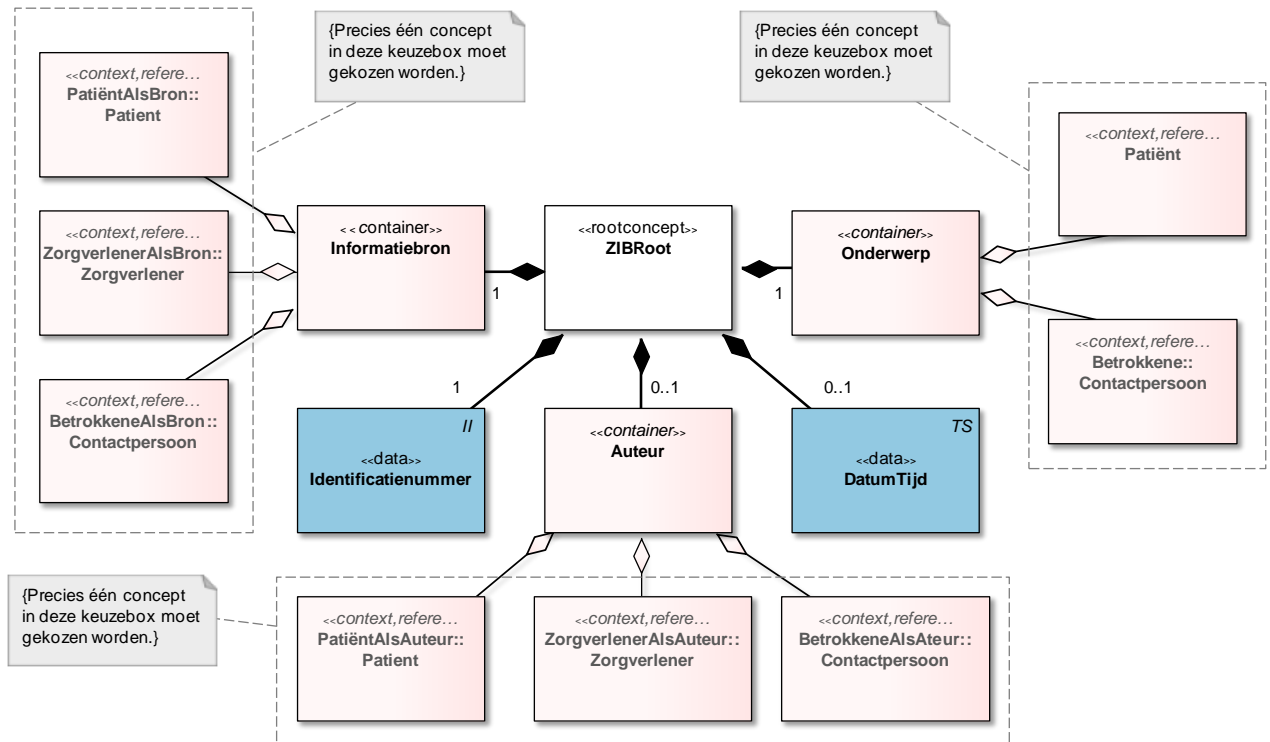 {Precies één concept
in deze keuzebox moet
gekozen worden.}
{Precies één concept
in deze keuzebox moet
gekozen worden.}
<<context,refere...
PatiëntAlsBron::
Patient
<<context,refere...
Patiënt
<<context,refere...
ZorgverlenerAlsBron::
Zorgverlener
<<container>>
Informatiebron
<<rootconcept>>
ZIBRoot
<<container>>
Onderwerp
1
1
<<context,refere...
Betrokkene::
Contactpersoon
<<context,refere...
BetrokkeneAlsBron::
Contactpersoon
1
0..1
0..1
II
<<data>>
Identificatienummer
<<container>>
Auteur
TS
<<data>>
DatumTijd
{Precies één concept
in deze keuzebox moet
gekozen worden.}
<<context,refere...
PatiëntAlsAuteur::
Patient
<<context,refere...
ZorgverlenerAlsAuteur::
Zorgverlener
<<context,refere...
BetrokkeneAlsAteur::
Contactpersoon